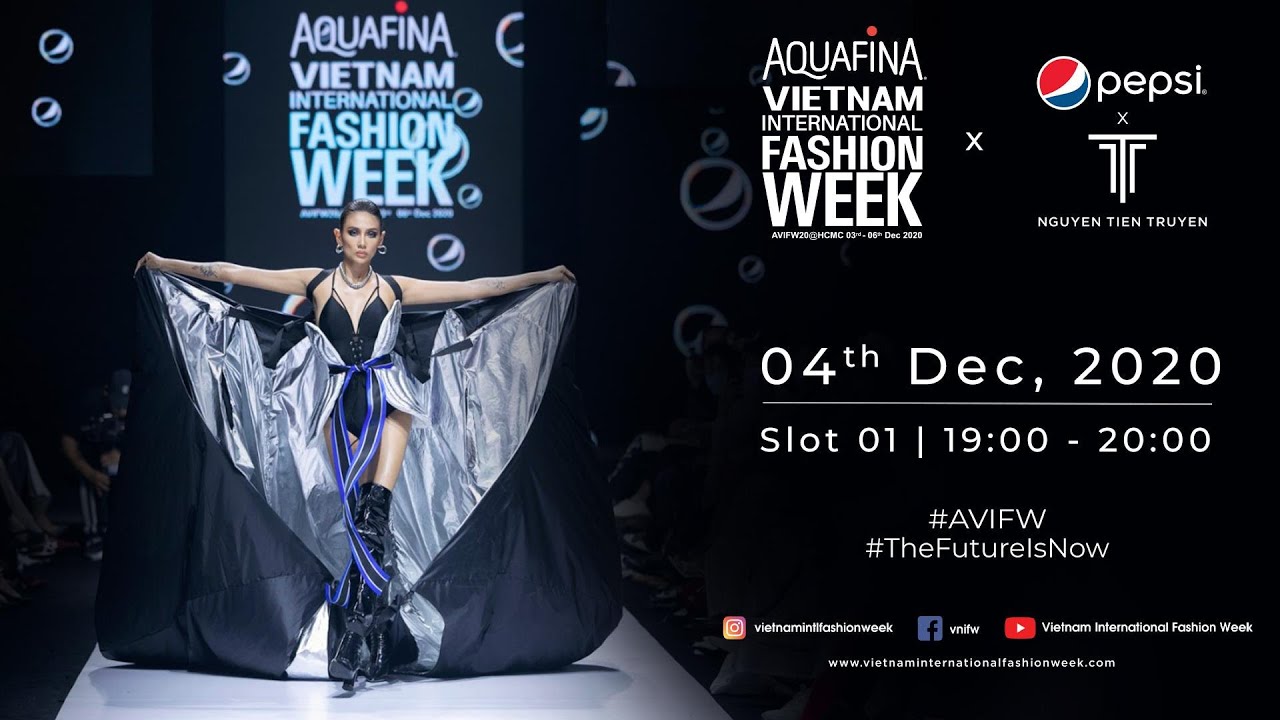 AQUAFINA
VIETNAM
INTERNATIONAL
FASHION
WEEK
AQUAFINA
VIETNAM
INTERNATIONAL
FASHION
WEEK
AVIFW20@HCMC 03rd - 06th Dec 2020
x
pepsi
x
NGUYEN TIEN TRUYEN
04th Dec, 2020
Slot 01 | 19:00 - 20:00
#AVIFW
#TheFutureIsNow
vietnamintlfashionweek
vnifw
Vietnam International Fashion Week
www.vietnaminternationalfashionweek.com